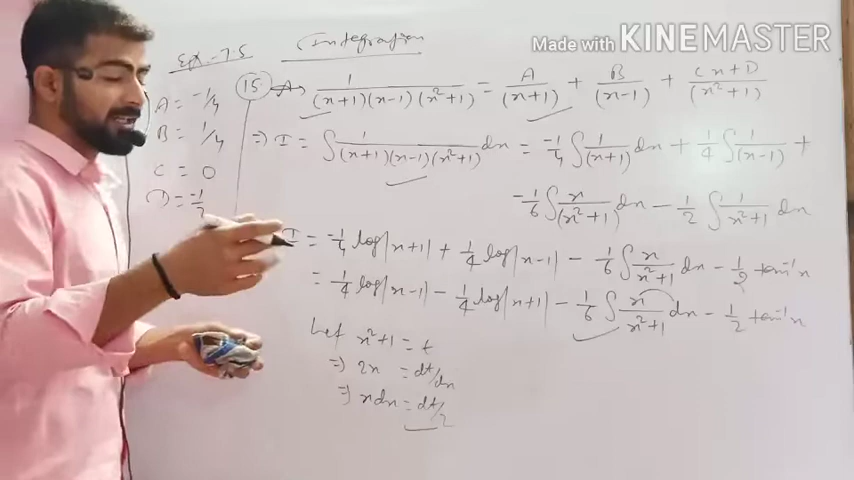 Made with KINEMASTER
Ex.-7.5 Integration
(15) → 1/((x+1)(x-1)(x²+1)) = A/(x+1) + B/(x-1) + (Cx+D)/(x²+1)
A = -1/4
B = 1/4
C = 0
D = -1/2
⇒ I = ∫ 1/((x+1)(x-1)(x²+1)) dx = -1/4 ∫ 1/(x+1) dx + 1/4 ∫ 1/(x-1) +
-1/6 ∫ x/(x²+1) dx - 1/2 ∫ 1/(x²+1) dx
I = -1/4 log|x+1| + 1/4 log|x-1| - 1/6 ∫ x/(x²+1) dx - 1/2 tan⁻¹x
= 1/4 log|x-1| - 1/4 log|x+1| - 1/6 ∫ x/(x²+1) dx - 1/2 tan⁻¹x
Let x²+1 = t
⇒ 2x = dt/dx
⇒ xdx = dt/2